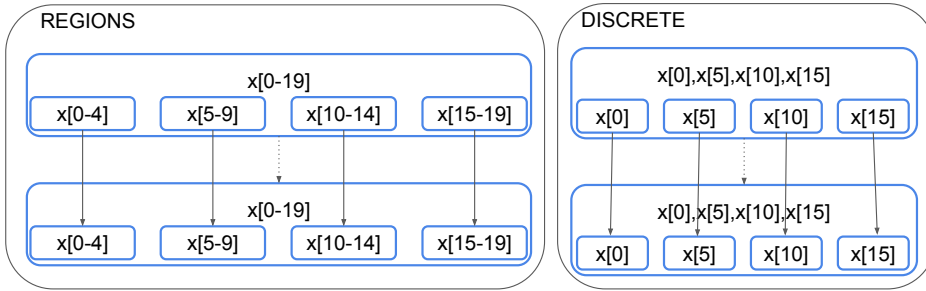 REGIONS
x[0-19]
x[0-4] x[5-9] x[10-14] x[15-19]
x[0-19]
x[0-4] x[5-9] x[10-14] x[15-19]
DISCRETE
x[0],x[5],x[10],x[15]
x[0] x[5] x[10] x[15]
x[0],x[5],x[10],x[15]
x[0] x[5] x[10] x[15]